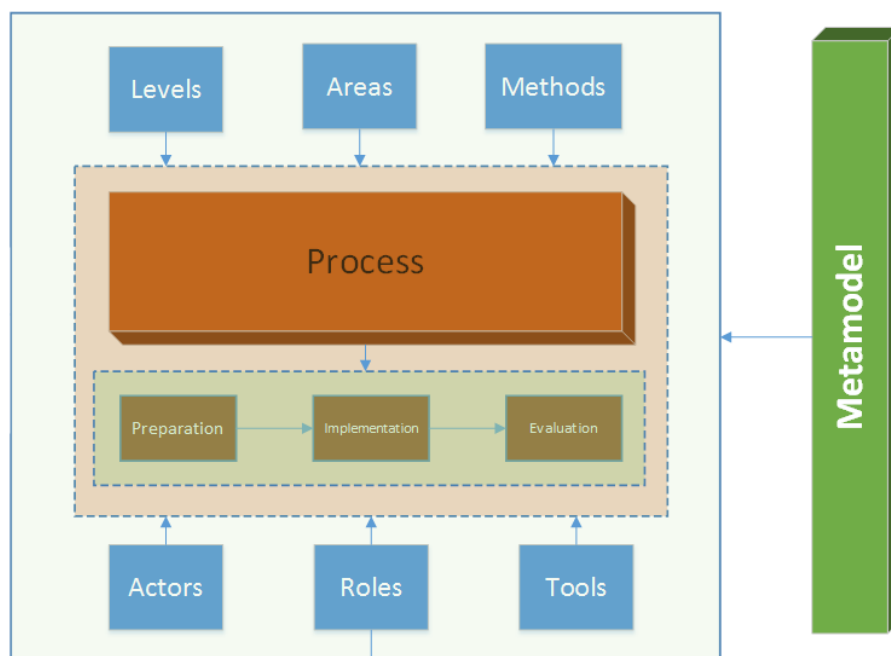 Levels
Areas
Methods
Process
Preparation
Implementation
Evaluation
Actors
Roles
Tools
Metamodel